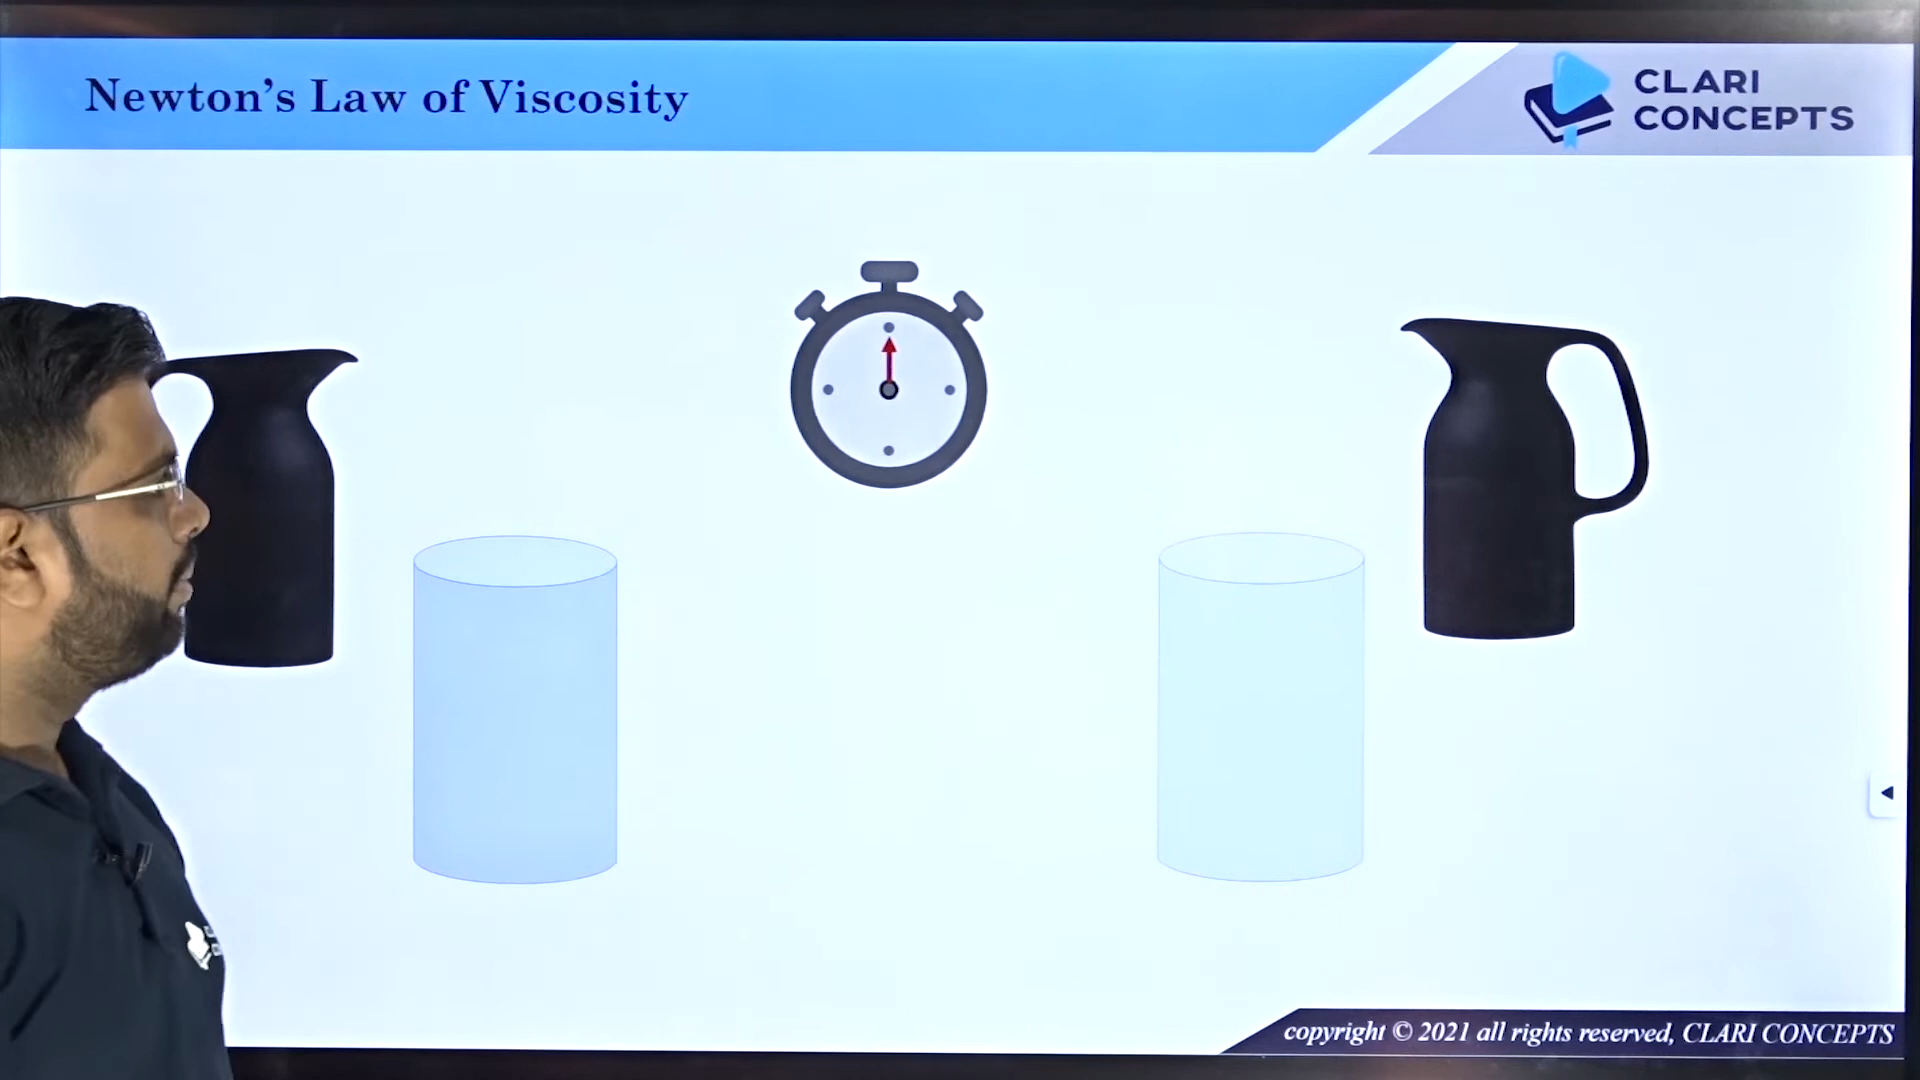 Newton's Law of Viscosity
CLARI
CONCEPTS
copyright © 2021 all rights reserved, CLARI CONCEPTS